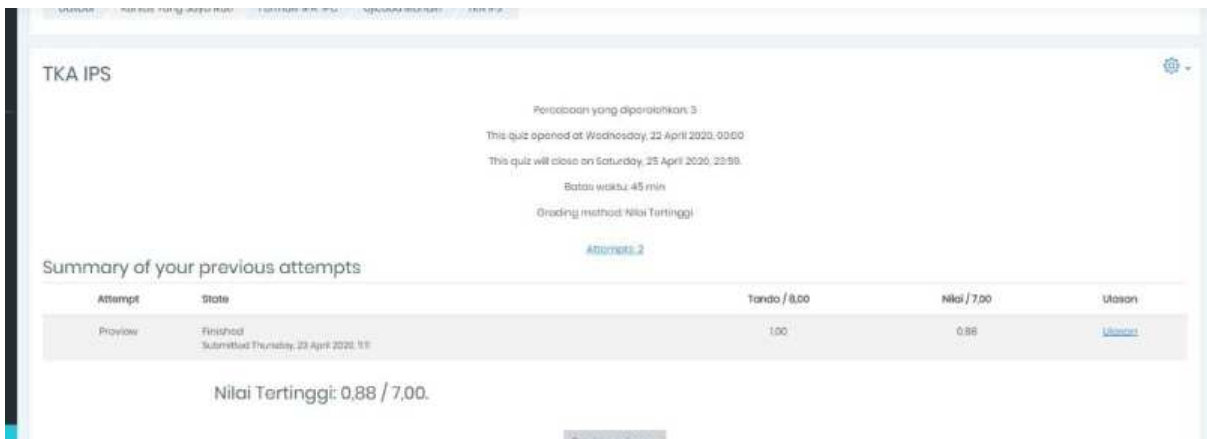 TKA IPS
Percobaan yang diperolehkan: 3
This quiz opened at Wednesday, 22 April 2020, 00:00
This quiz will close on Saturday, 25 April 2020, 23:59.
Batas waktu: 45 min
Grading method: Nilai Tertinggi
Attempts: 2
Summary of your previous attempts
Attempt State Tanda / 8,00 Nilai / 7,00 Ulasan
Preview Finished 1,00 0,88 Ulasan
Submitted Thursday, 23 April 2020, 11:11
Nilai Tertinggi: 0,88 / 7,00.